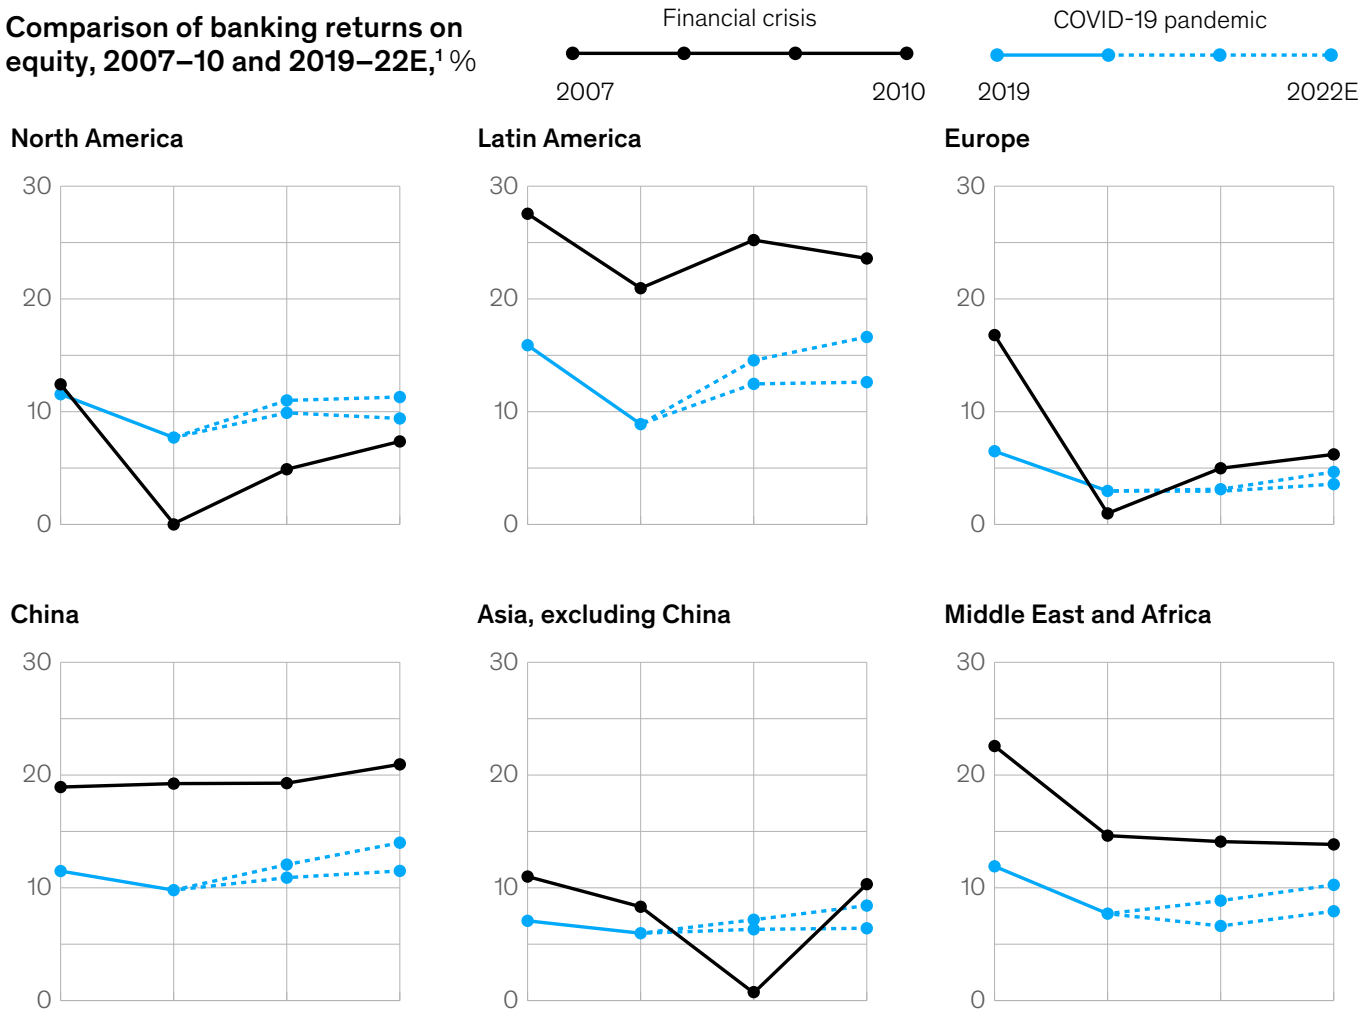 Comparison of banking returns on
equity, 2007–10 and 2019–22E,¹ %
Financial crisis
2007
2010
COVID-19 pandemic
2019
2022E
North America
30
20
10
0
Latin America
30
20
10
0
Europe
30
20
10
0
China
30
20
10
0
Asia, excluding China
30
20
10
0
Middle East and Africa
30
20
10
0